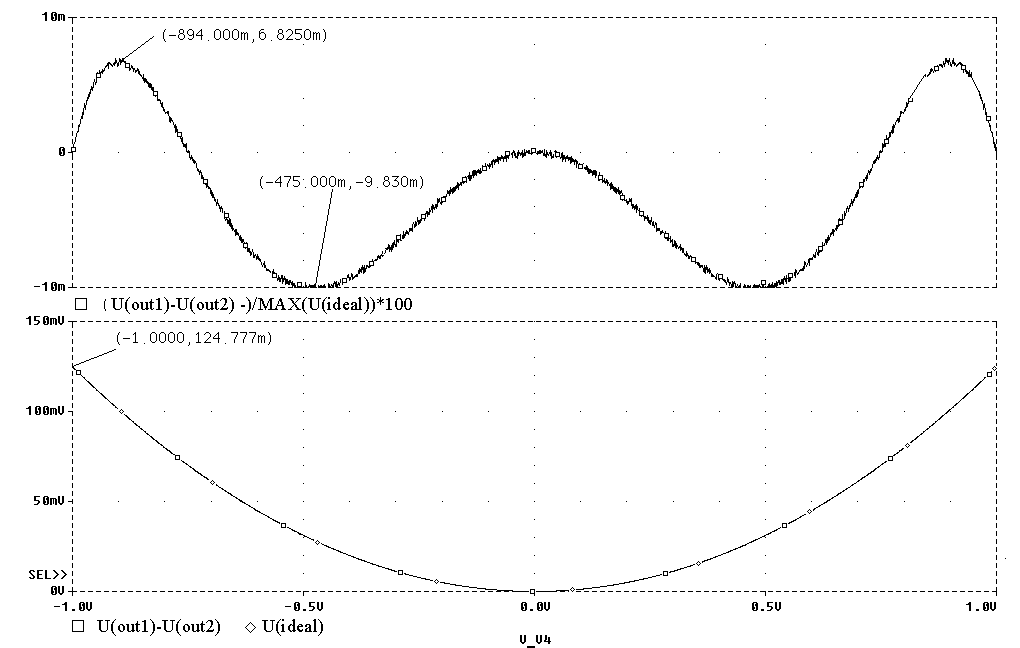 10m
(-894.000m,6.8250m)
0
(-475.000m,-9.830m)
-10m
(U(out1)-U(out2) -)/MAX(U(ideal))*100
150mV
(-1.0000,124.777m)
100mV
50mV
SEL>>
0V
-1.0V -0.5V 0.0V 0.5V 1.0V
U(out1)-U(out2) U(ideal)
V_V4